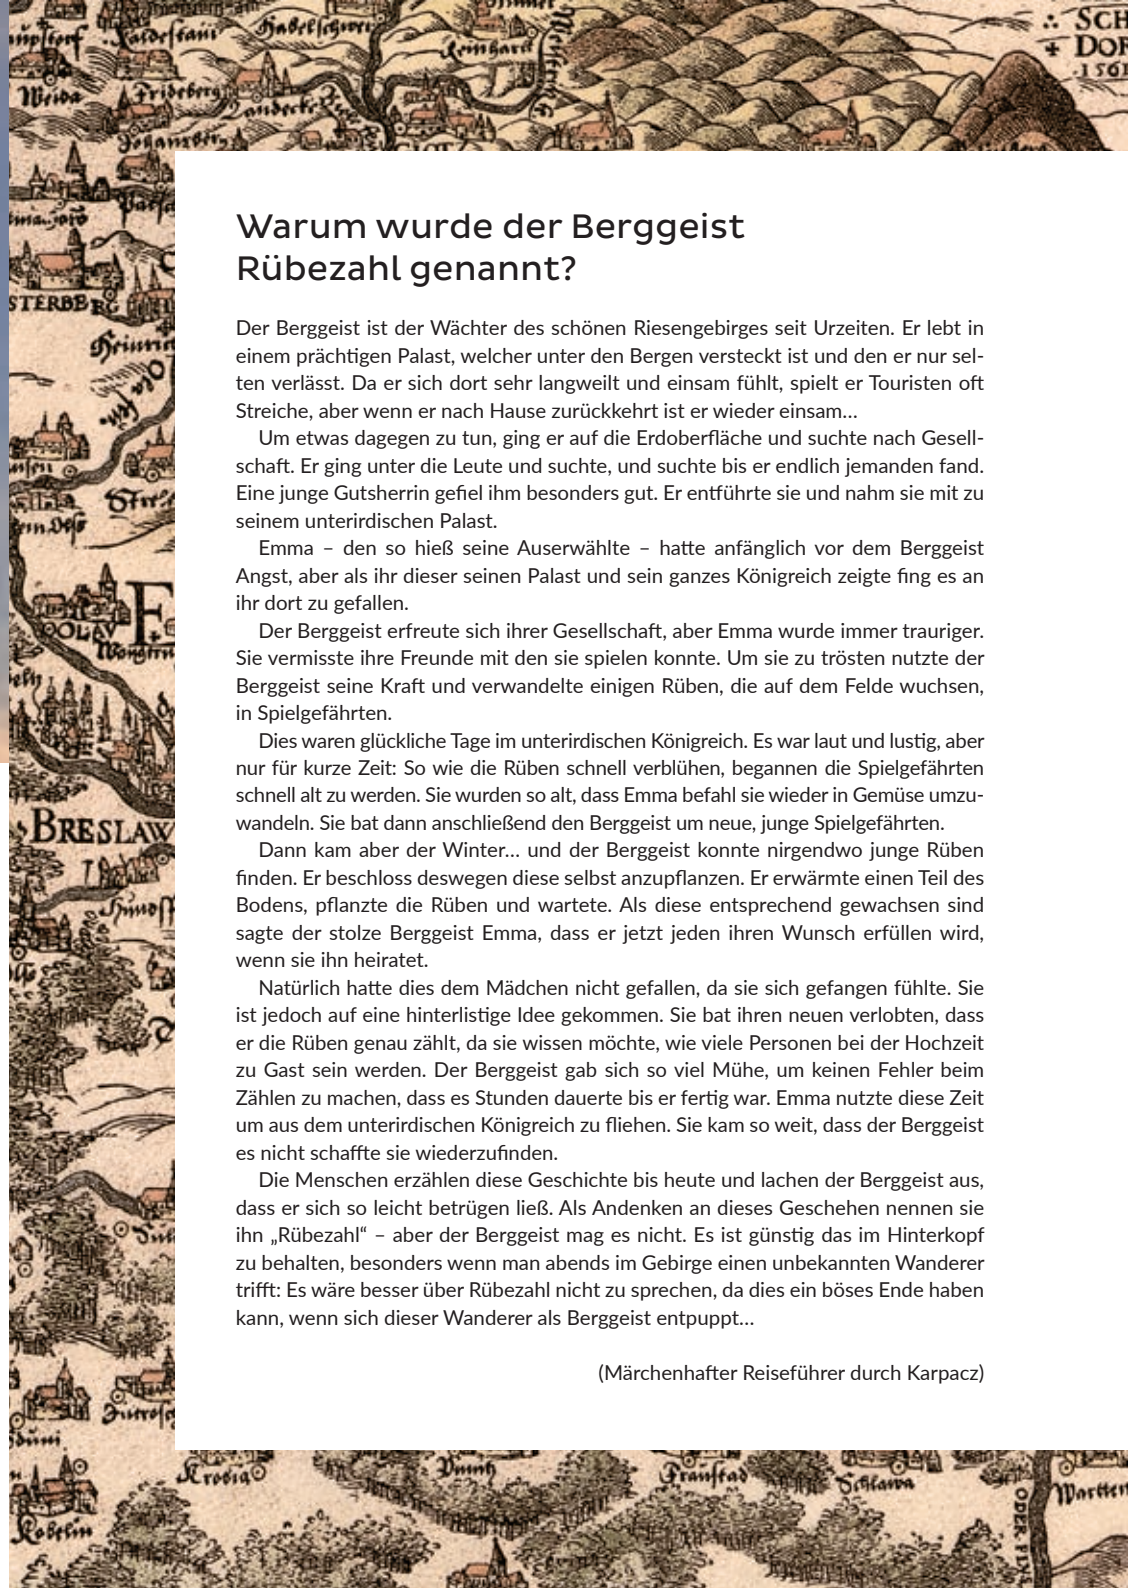 Habelschwer
Reinhard
SCH
DOR
1561
Weida
Frideberg
Landecke
Warum wurde der Berggeist
Rübezahl genannt?
Der Berggeist ist der Wächter des schönen Riesengebirges seit Urzeiten. Er lebt in
einem prächtigen Palast, welcher unter den Bergen versteckt ist und den er nur sel-
ten verlässt. Da er sich dort sehr langweilt und einsam fühlt, spielt er Touristen oft
Streiche, aber wenn er nach Hause zurückkehrt ist er wieder einsam…
Um etwas dagegen zu tun, ging er auf die Erdoberfläche und suchte nach Gesell-
schaft. Er ging unter die Leute und suchte, und suchte bis er endlich jemanden fand.
Eine junge Gutsherrin gefiel ihm besonders gut. Er entführte sie und nahm sie mit zu
seinem unterirdischen Palast.
Emma – den so hieß seine Auserwählte – hatte anfänglich vor dem Berggeist
Angst, aber als ihr dieser seinen Palast und sein ganzes Königreich zeigte fing es an
ihr dort zu gefallen.
Der Berggeist erfreute sich ihrer Gesellschaft, aber Emma wurde immer trauriger.
Sie vermisste ihre Freunde mit den sie spielen konnte. Um sie zu trösten nutzte der
Berggeist seine Kraft und verwandelte einigen Rüben, die auf dem Felde wuchsen,
in Spielgefährten.
Dies waren glückliche Tage im unterirdischen Königreich. Es war laut und lustig, aber
nur für kurze Zeit: So wie die Rüben schnell verblühen, begannen die Spielgefährten
schnell alt zu werden. Sie wurden so alt, dass Emma befahl sie wieder in Gemüse umzu-
wandeln. Sie bat dann anschließend den Berggeist um neue, junge Spielgefährten.
Dann kam aber der Winter… und der Berggeist konnte nirgendwo junge Rüben
finden. Er beschloss deswegen diese selbst anzupflanzen. Er erwärmte einen Teil des
Bodens, pflanzte die Rüben und wartete. Als diese entsprechend gewachsen sind
sagte der stolze Berggeist Emma, dass er jetzt jeden ihren Wunsch erfüllen wird,
wenn sie ihn heiratet.
Natürlich hatte dies dem Mädchen nicht gefallen, da sie sich gefangen fühlte. Sie
ist jedoch auf eine hinterlistige Idee gekommen. Sie bat ihren neuen verlobten, dass
er die Rüben genau zählt, da sie wissen möchte, wie viele Personen bei der Hochzeit
zu Gast sein werden. Der Berggeist gab sich so viel Mühe, um keinen Fehler beim
Zählen zu machen, dass es Stunden dauerte bis er fertig war. Emma nutzte diese Zeit
um aus dem unterirdischen Königreich zu fliehen. Sie kam so weit, dass der Berggeist
es nicht schaffte sie wiederzufinden.
Die Menschen erzählen diese Geschichte bis heute und lachen der Berggeist aus,
dass er sich so leicht betrügen ließ. Als Andenken an dieses Geschehen nennen sie
ihn „Rübezahl“ – aber der Berggeist mag es nicht. Es ist günstig das im Hinterkopf
zu behalten, besonders wenn man abends im Gebirge einen unbekannten Wanderer
trifft: Es wäre besser über Rübezahl nicht zu sprechen, da dies ein böses Ende haben
kann, wenn sich dieser Wanderer als Berggeist entpuppt…
(Märchenhafter Reiseführer durch Karpacz)
BRESLAW
Fraustad
Schlawa
Kobelin
ODER